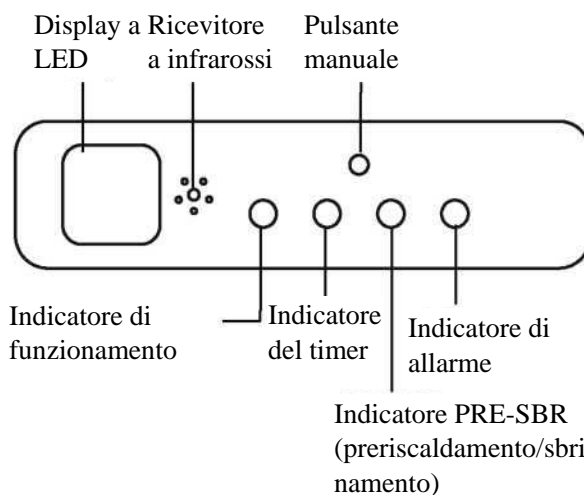 Display a
LED
Ricevitore
a infrarossi
Pulsante
manuale
Indicatore di
funzionamento
Indicatore
del timer
Indicatore di
allarme
Indicatore PRE-SBR
(preriscaldamento/sbri
namento)